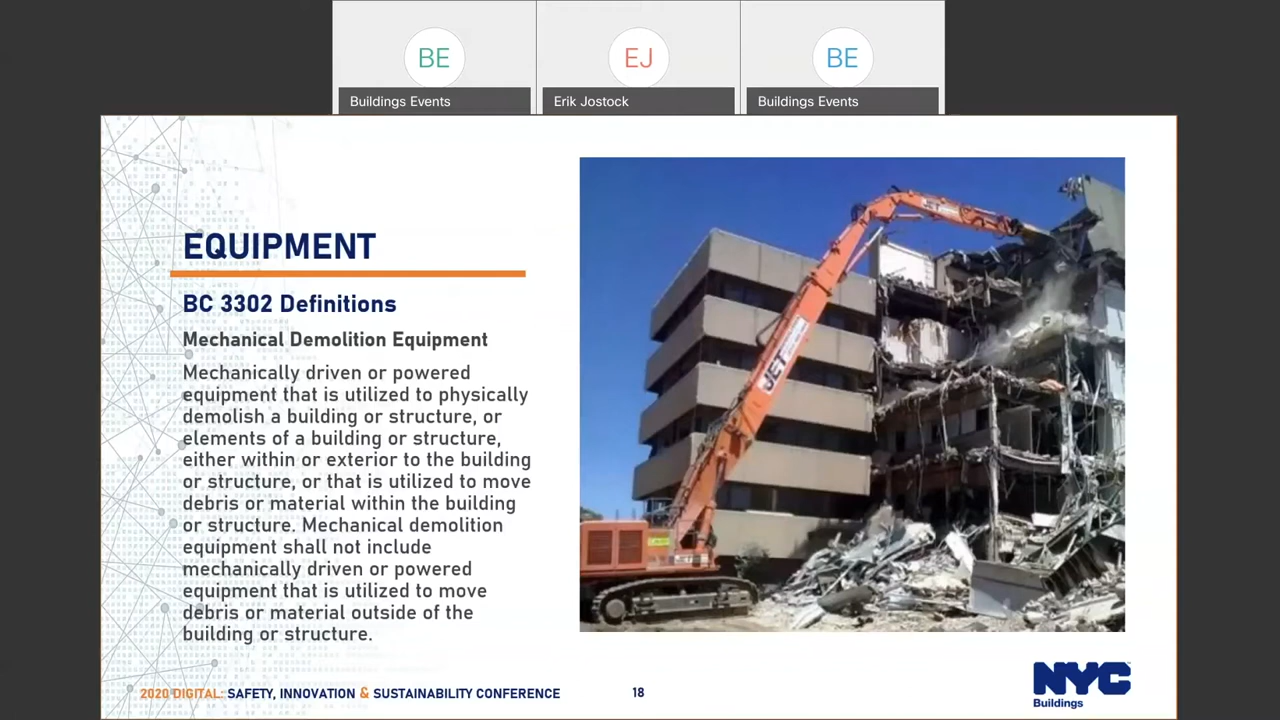 BE
EJ
BE
Buildings Events
Erik Jostock
Buildings Events
EQUIPMENT
BC 3302 Definitions
Mechanical Demolition Equipment
Mechanically driven or powered
equipment that is utilized to physically
demolish a building or structure, or
elements of a building or structure,
either within or exterior to the building
or structure, or that is utilized to move
debris or material within the building
or structure. Mechanical demolition
equipment shall not include
mechanically driven or powered
equipment that is utilized to move
debris or material outside of the
building or structure.
JET
JET
JET
2020 DIGITAL: SAFETY, INNOVATION & SUSTAINABILITY CONFERENCE
18
NYC
Buildings